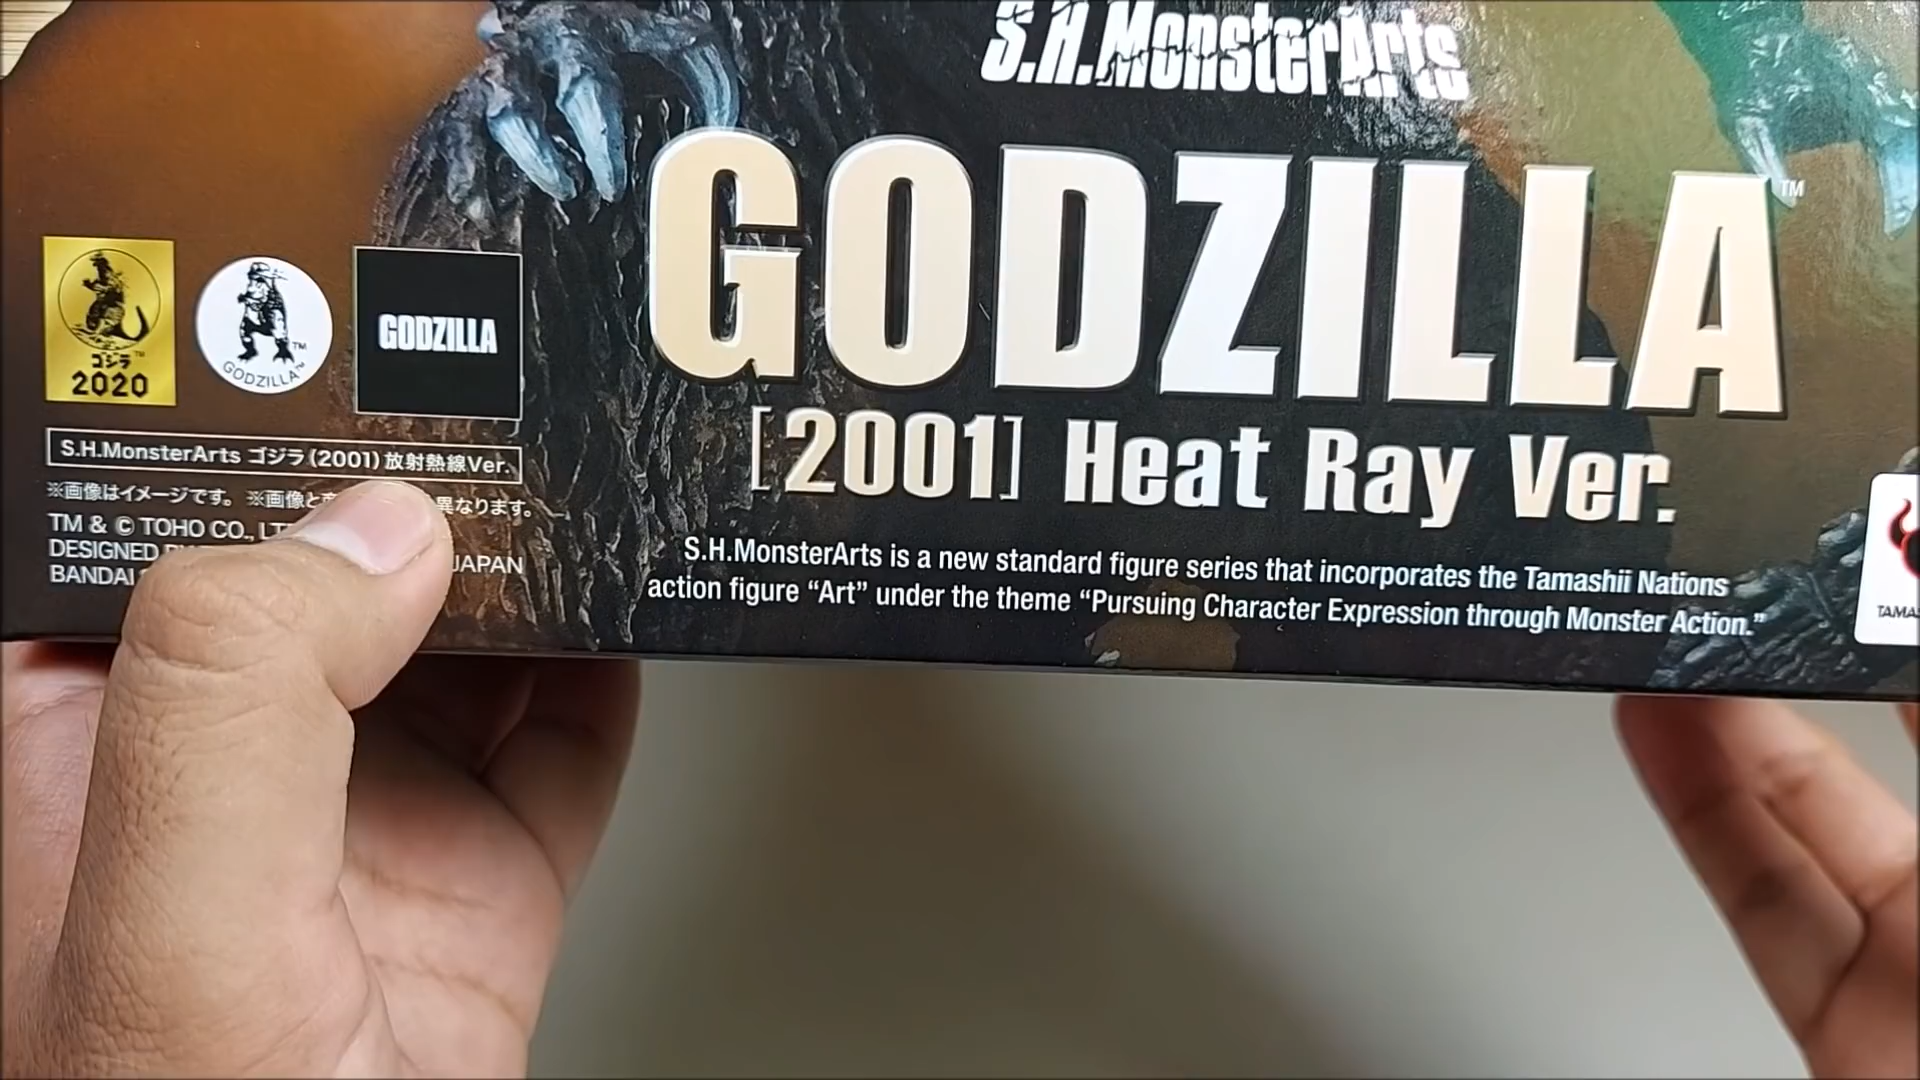 S.H.MonsterArts
GODZILLA™
[2001] Heat Ray Ver.
S.H.MonsterArts is a new standard figure series that incorporates the Tamashii Nations
action figure “Art” under the theme “Pursuing Character Expression through Monster Action.”
ゴジラ™
2020
GODZILLA™
GODZILLA
S.H.MonsterArts ゴジラ(2001)放射熱線Ver.
※画像はイメージです。 ※画像と 異なります。
TM & © TOHO CO.,
DESIGNED JAPAN
BANDAI